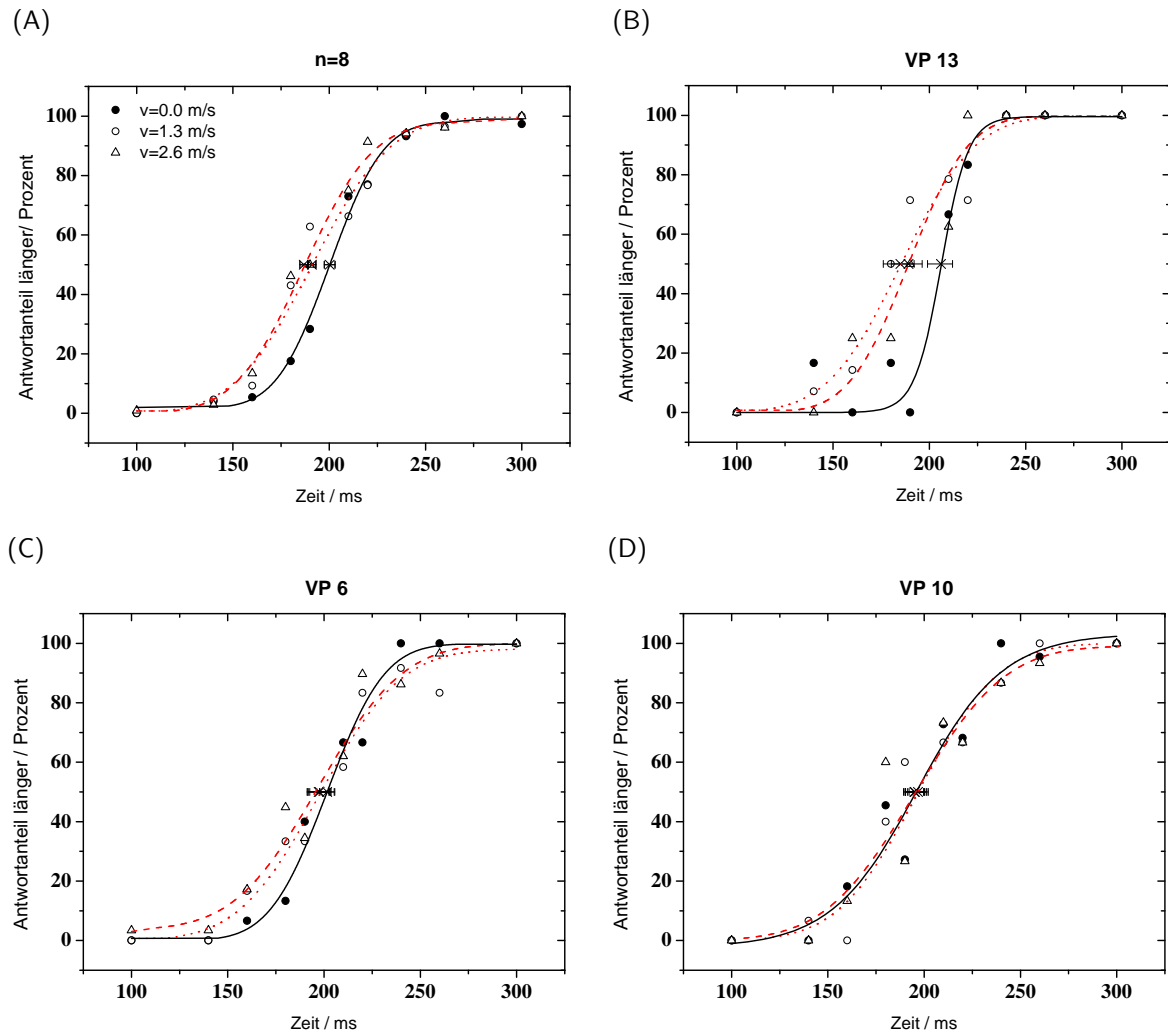 (A)
n=8
Antwortanteil länger/ Prozent
100
80
60
40
20
0
v=0.0 m/s
v=1.3 m/s
v=2.6 m/s
100 150 200 250 300
Zeit / ms
(B)
VP 13
Antwortanteil länger / Prozent
100
80
60
40
20
0
100 150 200 250 300
Zeit / ms
(C)
VP 6
Antwortanteil länger / Prozent
100
80
60
40
20
0
100 150 200 250 300
Zeit / ms
(D)
VP 10
Antwortanteil länger / Prozent
100
80
60
40
20
0
100 150 200 250 300
Zeit / ms